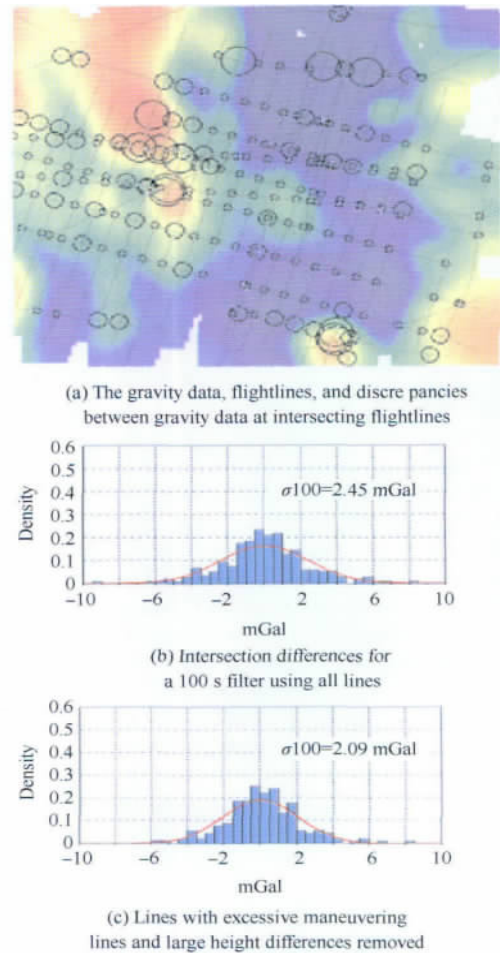 (a) The gravity data, flightlines, and discre pancies
between gravity data at intersecting flightlines
0.6
0.5
0.4
0.3
0.2
0.1
0
Density
σ100=2.45 mGal
−10
−6
−2
2
6
10
mGal
(b) Intersection differences for
a 100 s filter using all lines
0.6
0.5
0.4
0.3
0.2
0.1
0
Density
σ100=2.09 mGal
−10
−6
−2
2
6
10
mGal
(c) Lines with excessive maneuvering
lines and large height differences removed